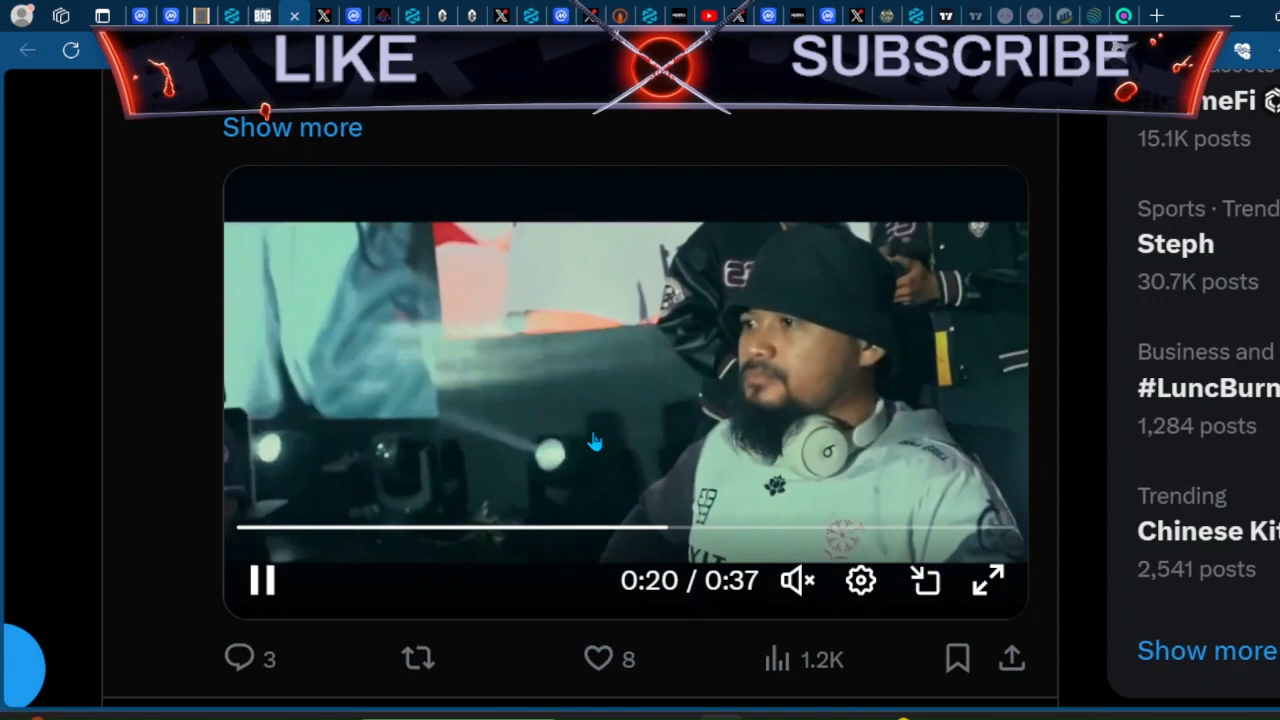 LIKE
SUBSCRIBE
Show more
meFi
15.1K posts
Sports · Trend
Steph
30.7K posts
Business and
#LuncBurn
1,284 posts
Trending
Chinese Kit
2,541 posts
Show more
0:20 / 0:37
3
8
1.2K